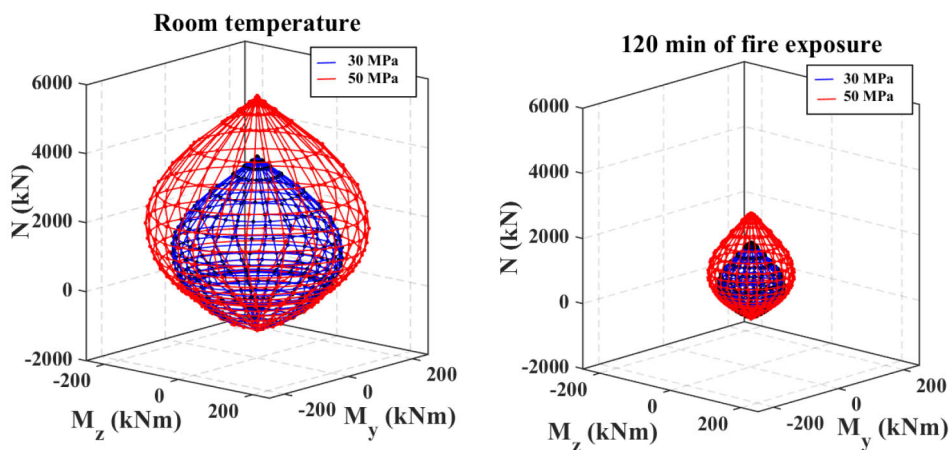 Room temperature
30 MPa
50 MPa
6000
4000
2000
0
-2000
N (kN)
-200
0
200
M_z (kNm)
-200
0
200
M_y (kNm)
120 min of fire exposure
30 MPa
50 MPa
6000
4000
2000
0
-2000
N (kN)
-200
0
200
M_z (kNm)
-200
0
200
M_y (kNm)